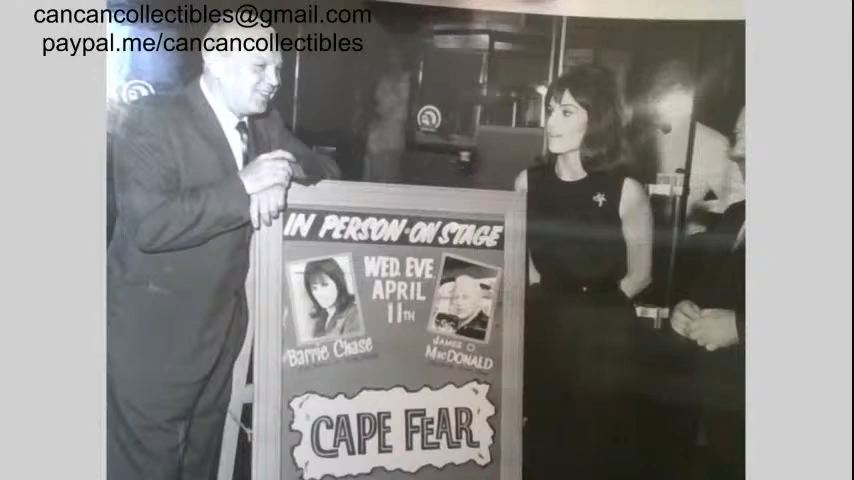 cancancollectibles@gmail.com
paypal.me/cancancollectibles
IN PERSON-ON STAGE
WED. EVE.
APRIL
11TH
Barrie Chase
JAMES R.
MACDONALD
CAPE FEAR